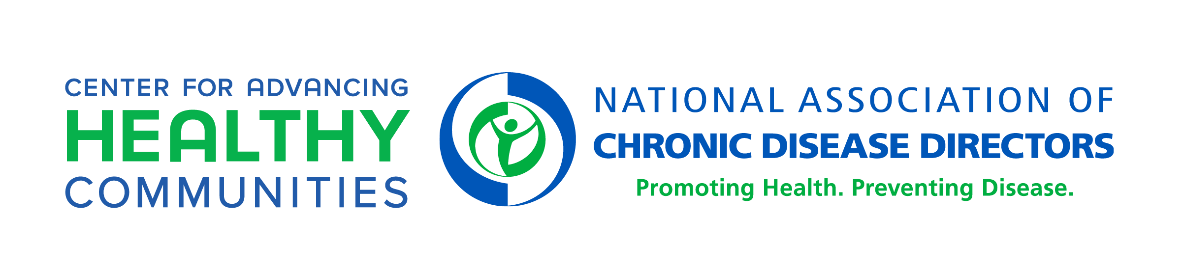 CENTER FOR ADVANCING
HEALTHY
COMMUNITIES
NATIONAL ASSOCIATION OF
CHRONIC DISEASE DIRECTORS
Promoting Health. Preventing Disease.